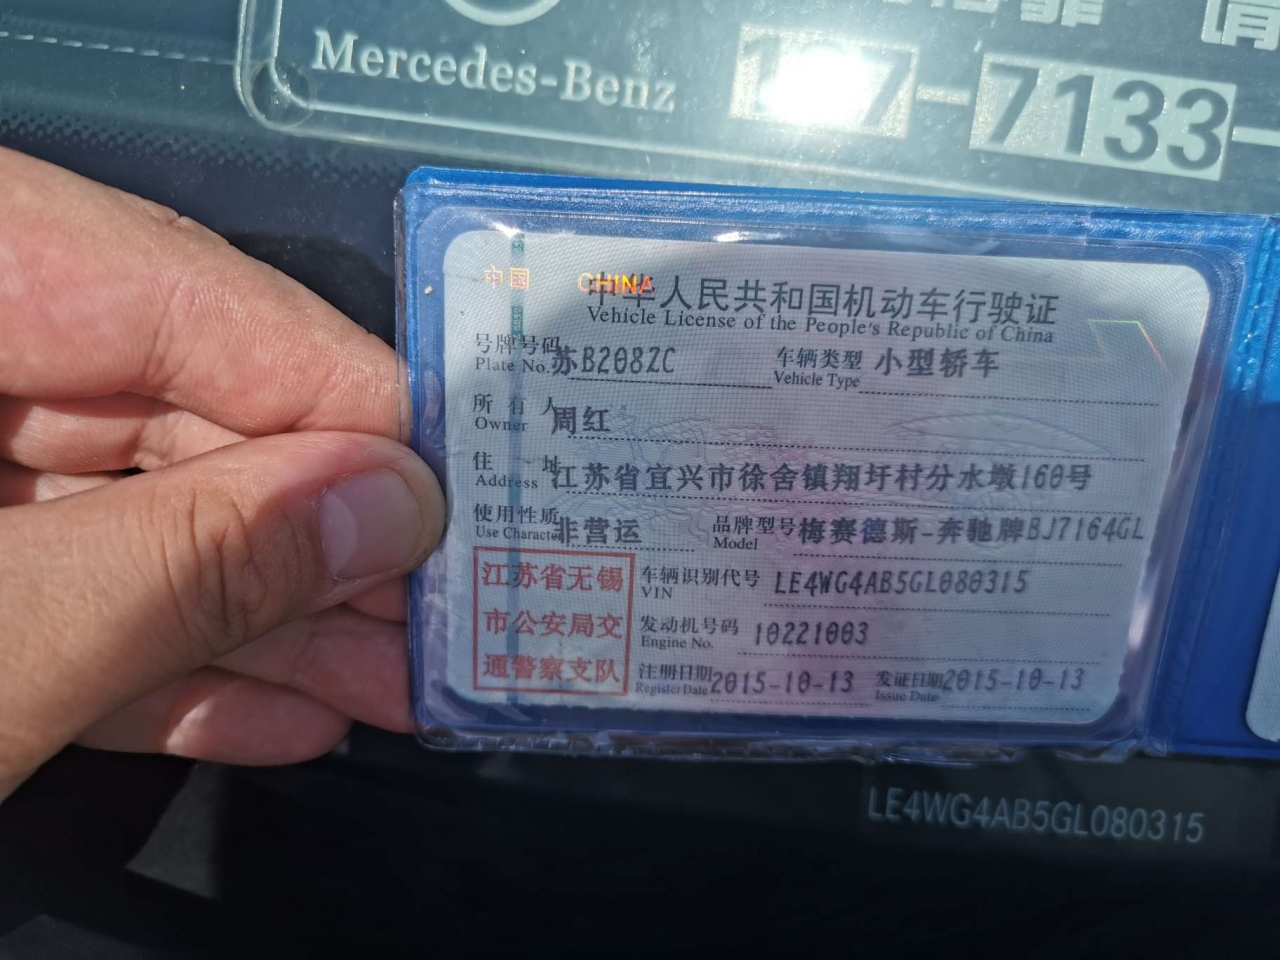 Mercedes-Benz
7133
中国 CHINA
中华人民共和国机动车行驶证
Vehicle License of the People's Republic of China
号牌号码 苏B208ZC 车辆类型 小型轿车
Plate No. Vehicle Type
所有人 周红
Owner
住址 江苏省宜兴市徐舍镇翔圩村分水墩160号
Address
使用性质 非营运 品牌型号 梅赛德斯-奔驰牌BJ7164GL
Use Character Model
江苏省无锡
市公安局交
通警察支队
车辆识别代号 LE4WG4AB5GL080315
VIN
发动机号码 10221003
Engine No.
注册日期 2015-10-13 发证日期 2015-10-13
Register Date Issue Date
LE4WG4AB5GL080315